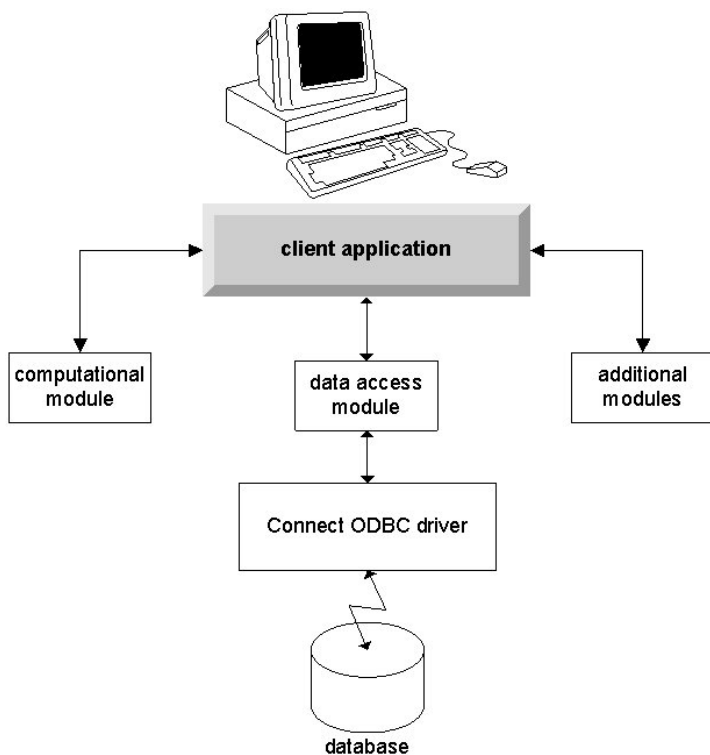 client application
computational
module
data access
module
additional
modules
Connect ODBC driver
database